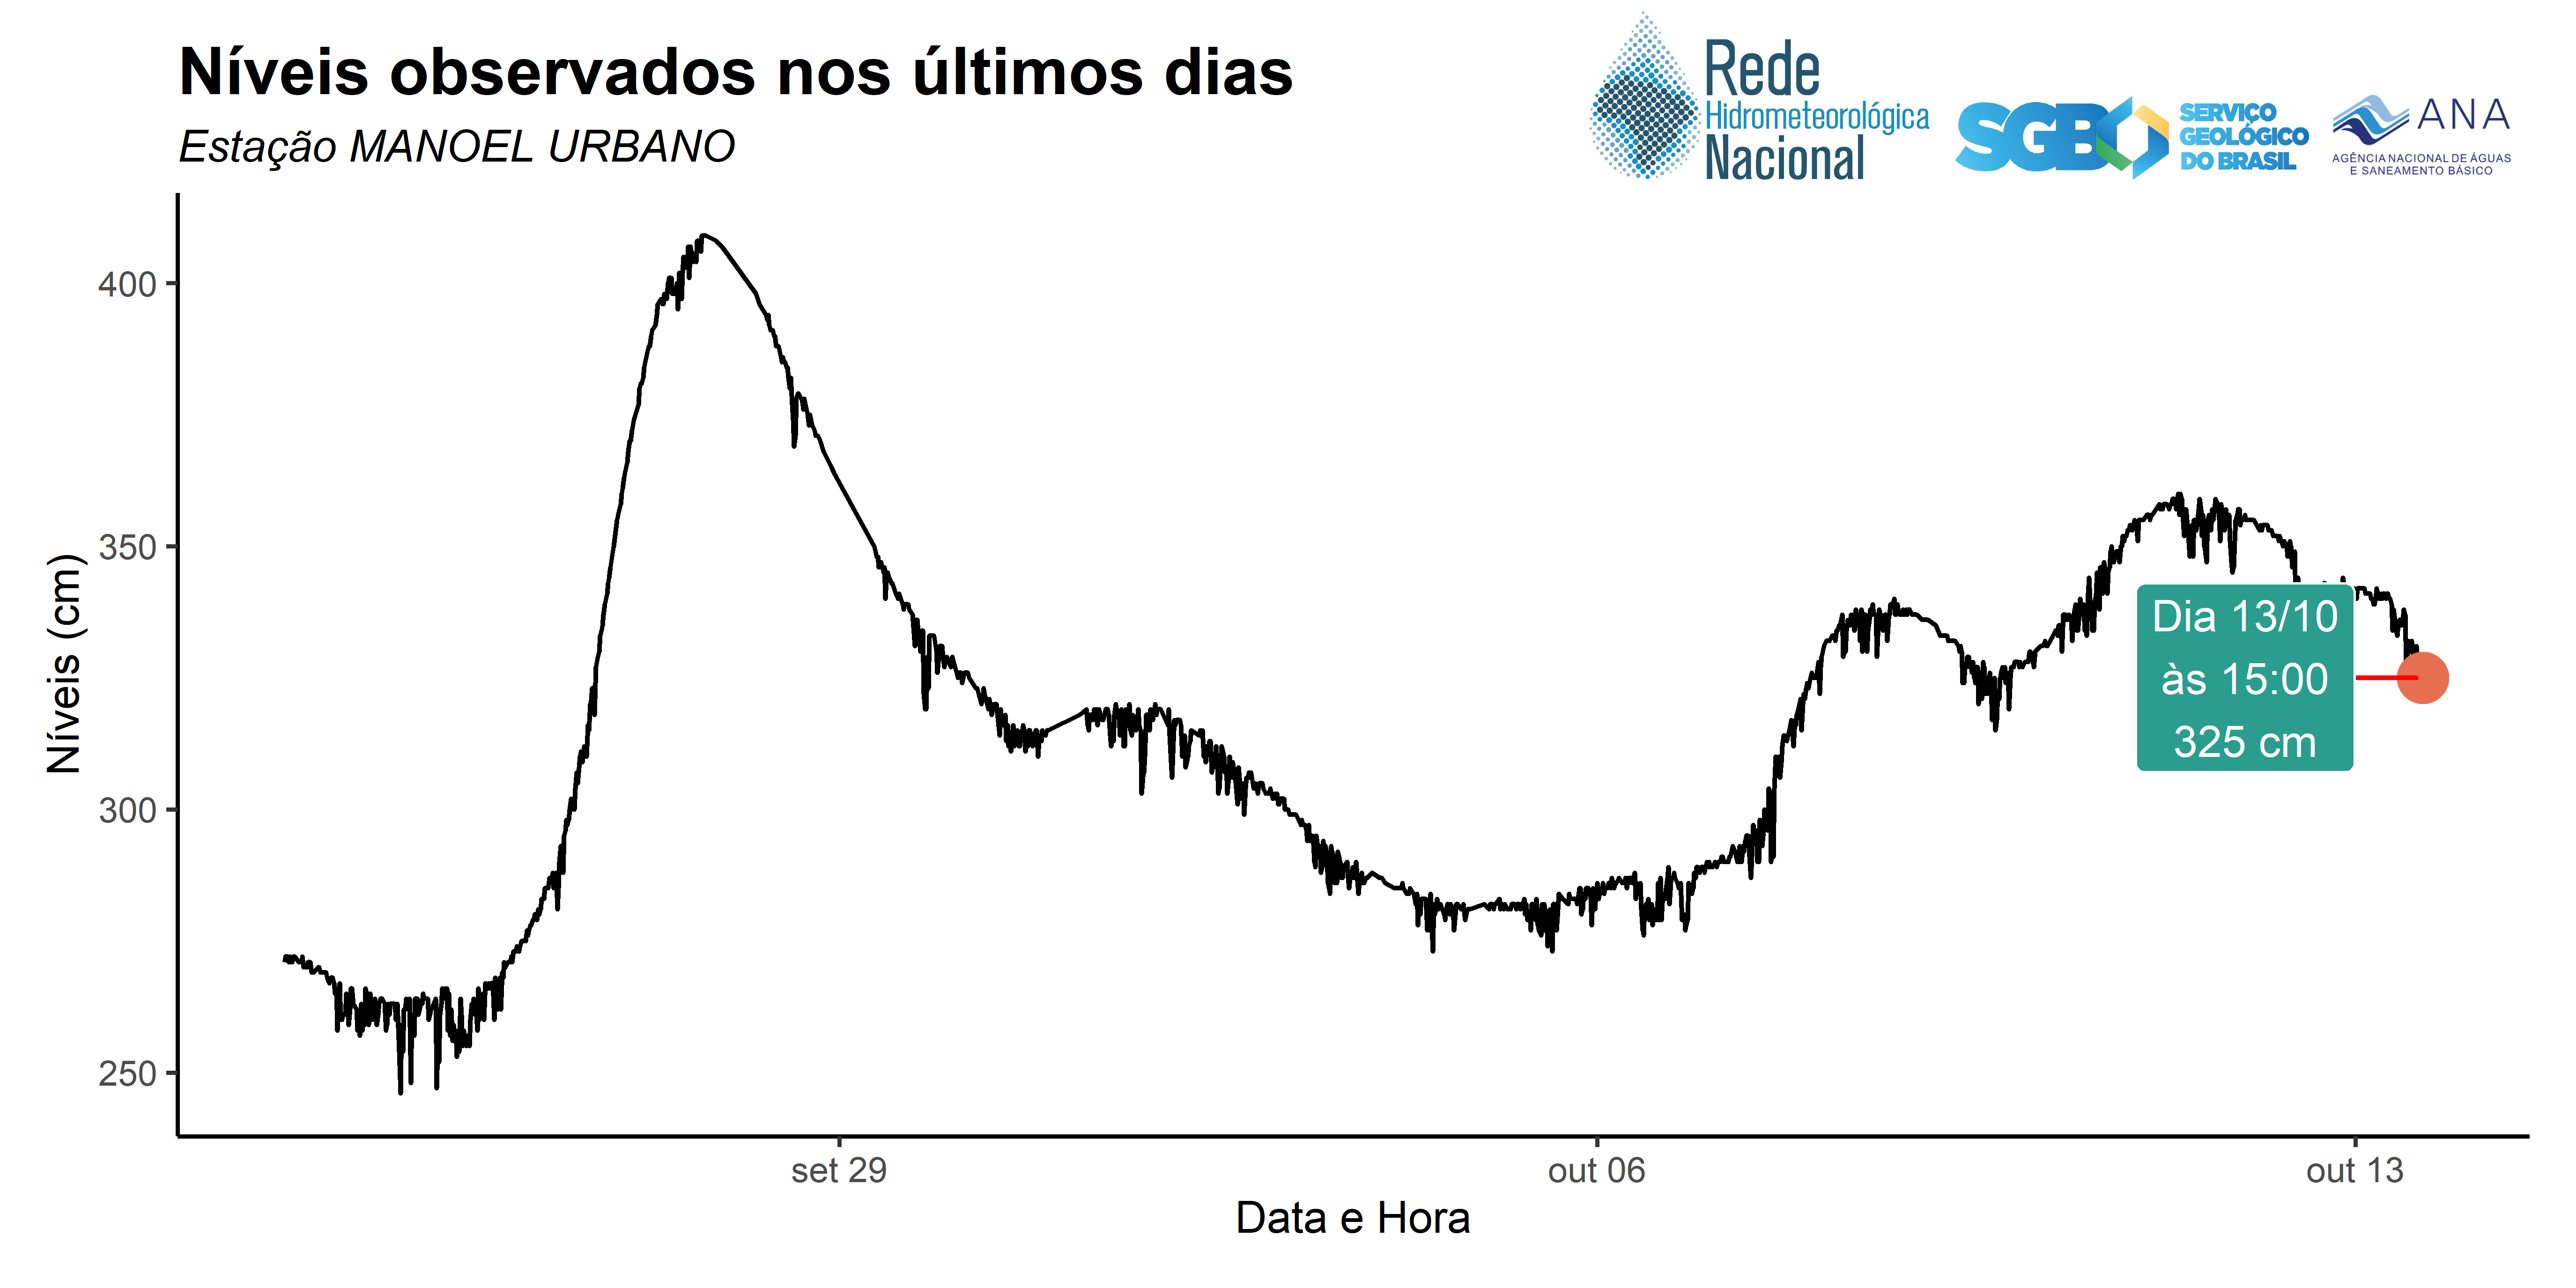 Níveis observados nos últimos dias
Estação MANOEL URBANO
Rede
Hidrometeorológica
Nacional
SGB
SERVIÇO
GEOLÓGICO
DO BRASIL
ANA
AGÊNCIA NACIONAL DE ÁGUAS
E SANEAMENTO BÁSICO
Níveis (cm)
400
350
300
250
Dia 13/10
às 15:00
325 cm
set 29
out 06
out 13
Data e Hora